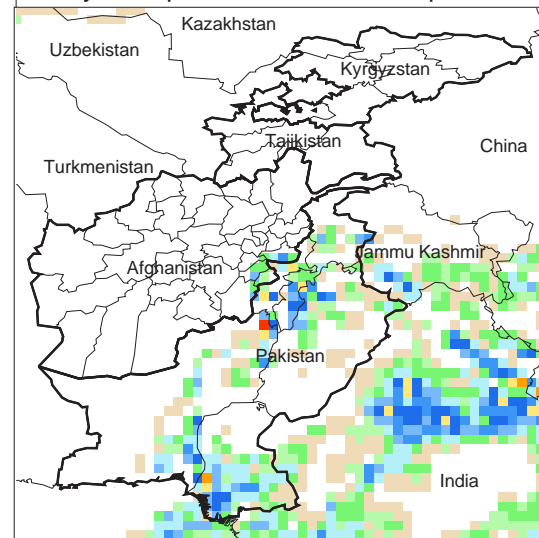 Kazakhstan
Uzbekistan
Kyrgyzstan
Tajikistan
China
Turkmenistan
Jammu Kashmir
Afghanistan
Pakistan
India